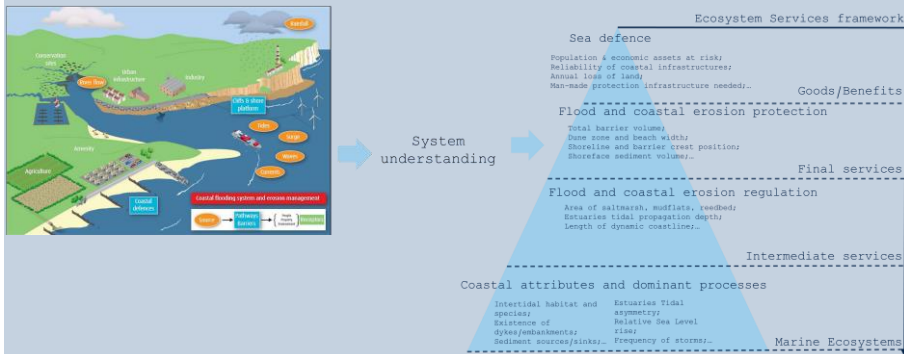 Rainfall
Conservation
sites
River flow
Urban
infrastructure
Industry
Cliffs & shore
platform
Tides
Surge
Waves
Currents
Amenity
Agriculture
Coastal
defences
Coastal flooding system and erosion management
Source
Pathways
Barriers
People
Property
Environment
Receptors
System
understanding
Ecosystem Services framework
Sea defence
Population & economic assets at risk;
Reliability of coastal infrastructures;
Annual loss of land;
Man-made protection infrastructure needed;…
Goods/Benefits
Flood and coastal erosion protection
Total barrier volume;
Dune zone and beach width;
Shoreline and barrier crest position;
Shoreface sediment volume;…
Final services
Flood and coastal erosion regulation
Area of saltmarsh, mudflats, reedbed;
Estuaries tidal propagation depth;
Length of dynamic coastline;…
Intermediate services
Coastal attributes and dominant processes
Intertidal habitat and
species;
Existence of
dykes/embankments;
Sediment sources/sinks;…
Estuaries Tidal
asymmetry;
Relative Sea Level
rise;
Frequency of storms;…
Marine Ecosystems